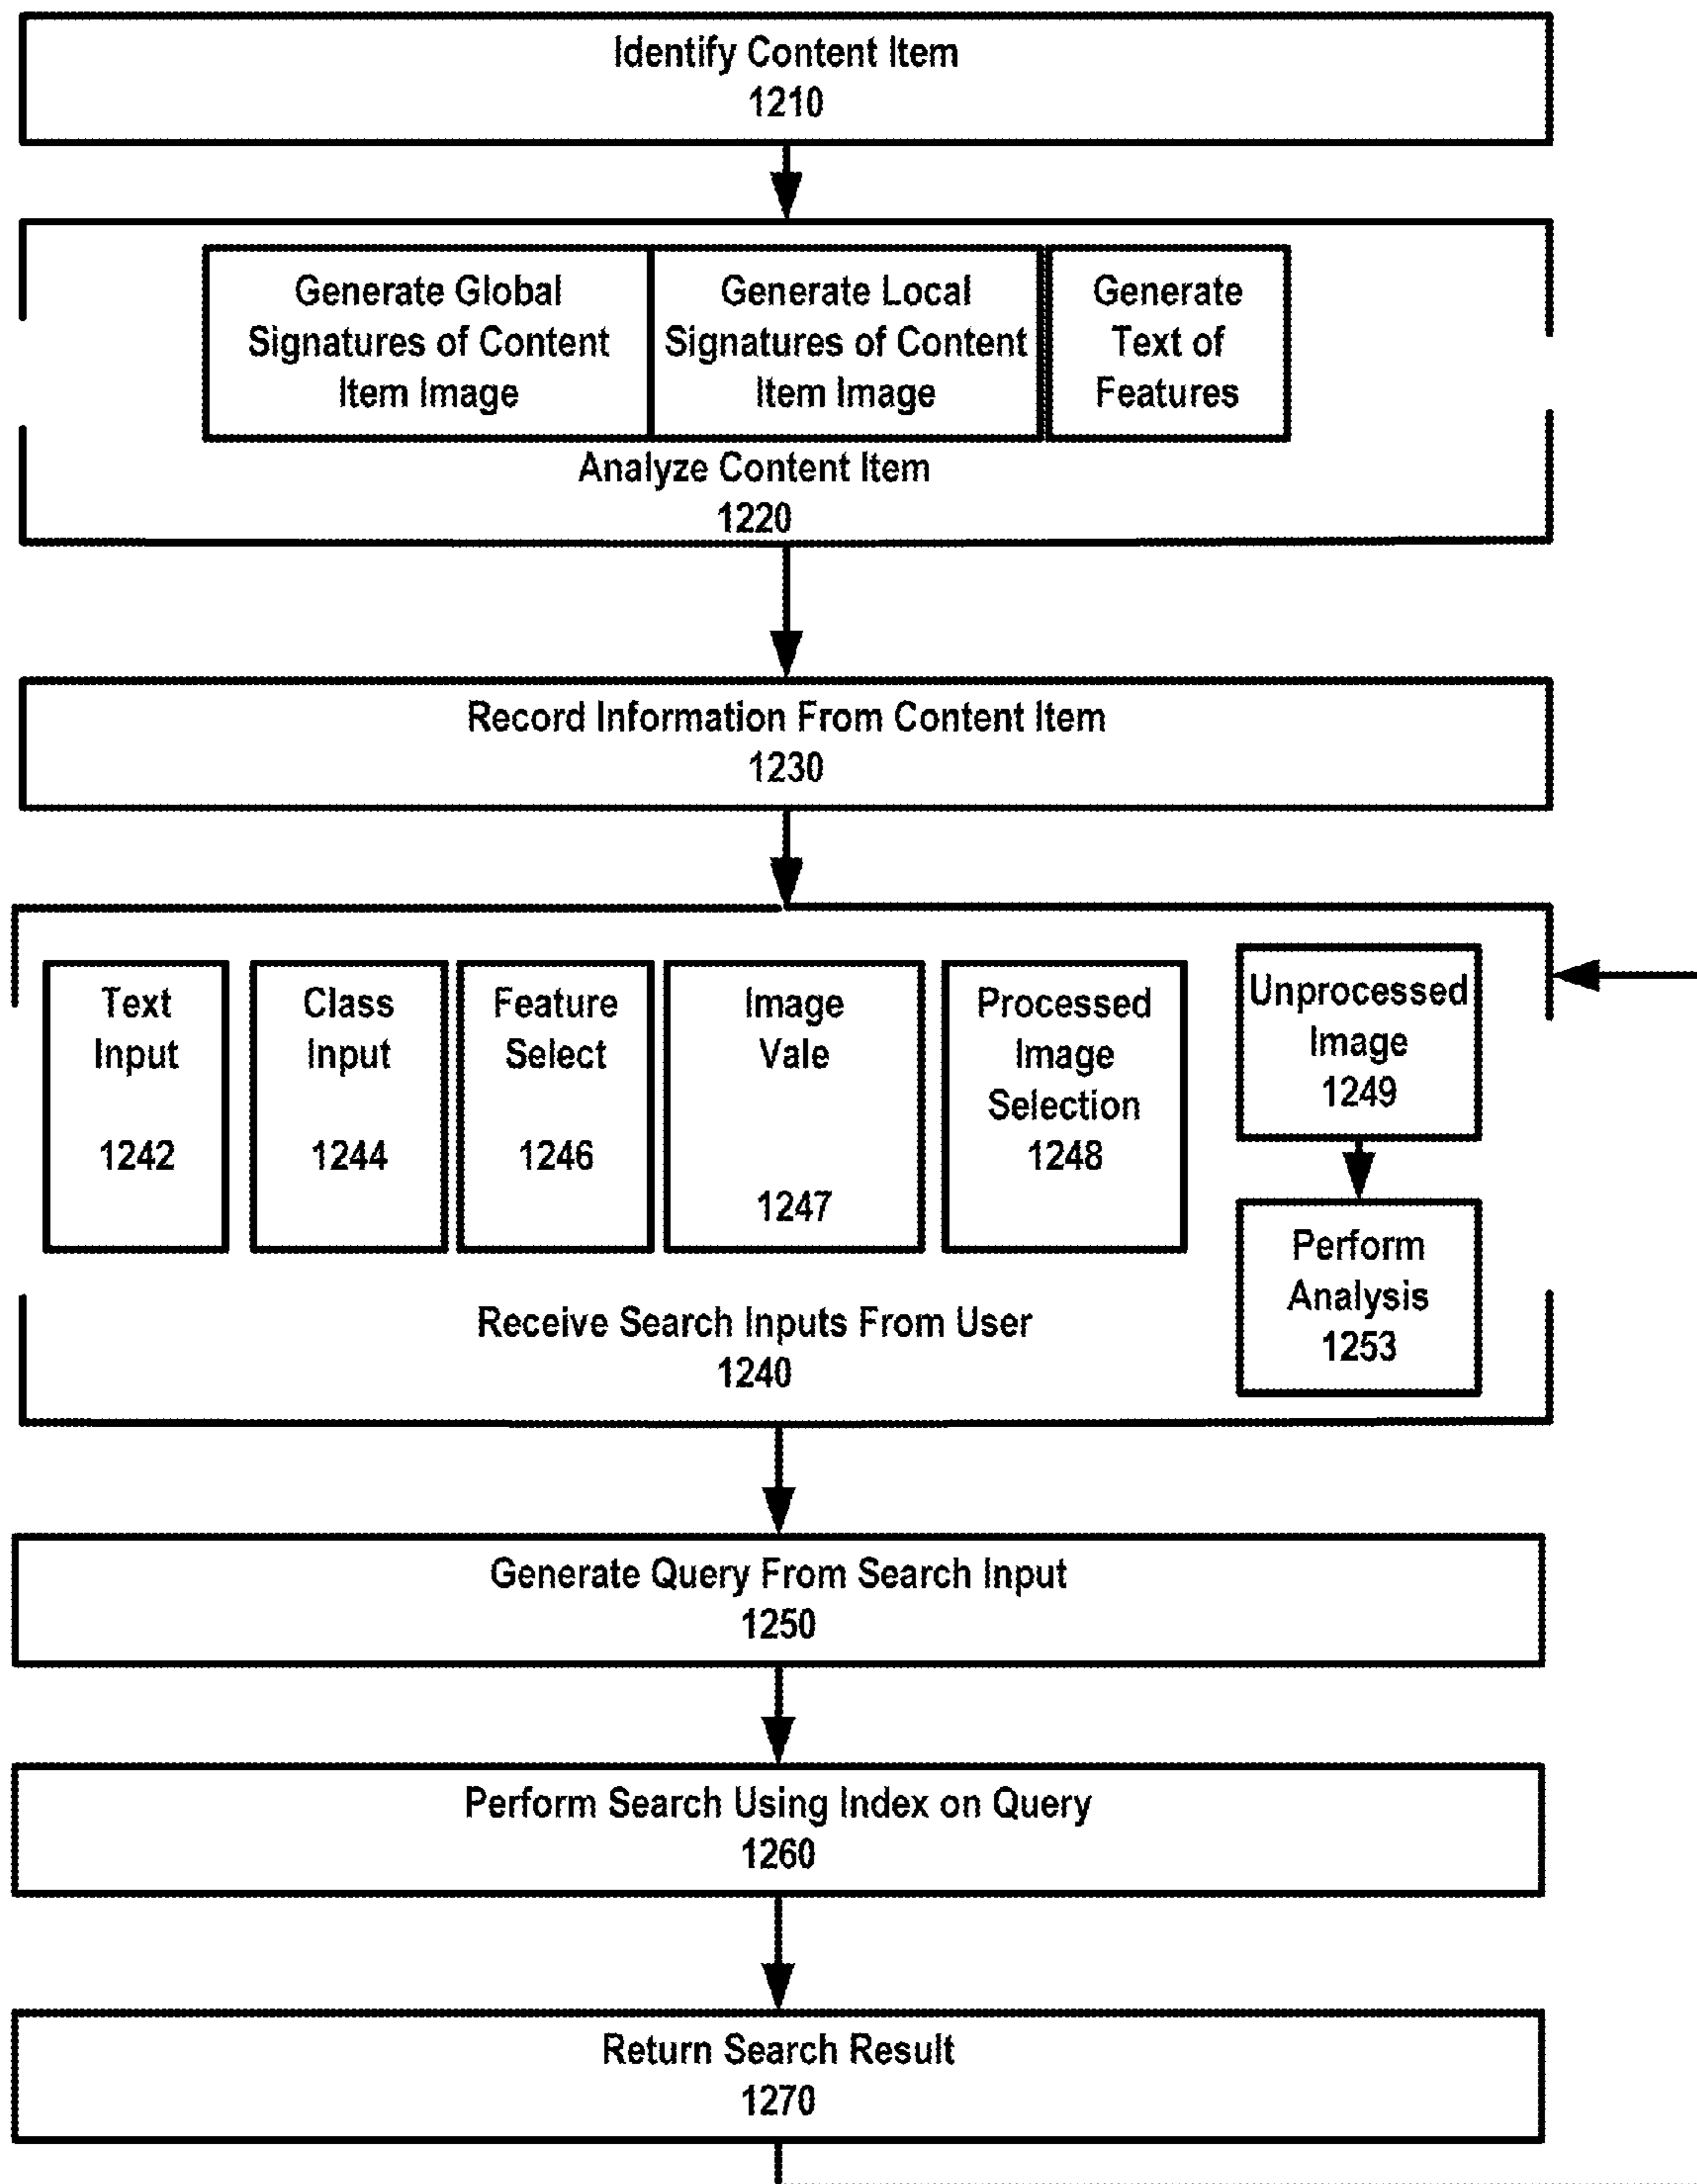 Identify Content Item
1210
Generate Global
Signatures of Content
Item Image
Generate Local
Signatures of Content
Item Image
Generate
Text of
Features
Analyze Content Item
1220
Record Information From Content Item
1230
Text
Input
1242
Class
Input
1244
Feature
Select
1246
Image
Vale
1247
Processed
Image
Selection
1248
Unprocessed
Image
1249
Perform
Analysis
1253
Receive Search Inputs From User
1240
Generate Query From Search Input
1250
Perform Search Using Index on Query
1260
Return Search Result
1270